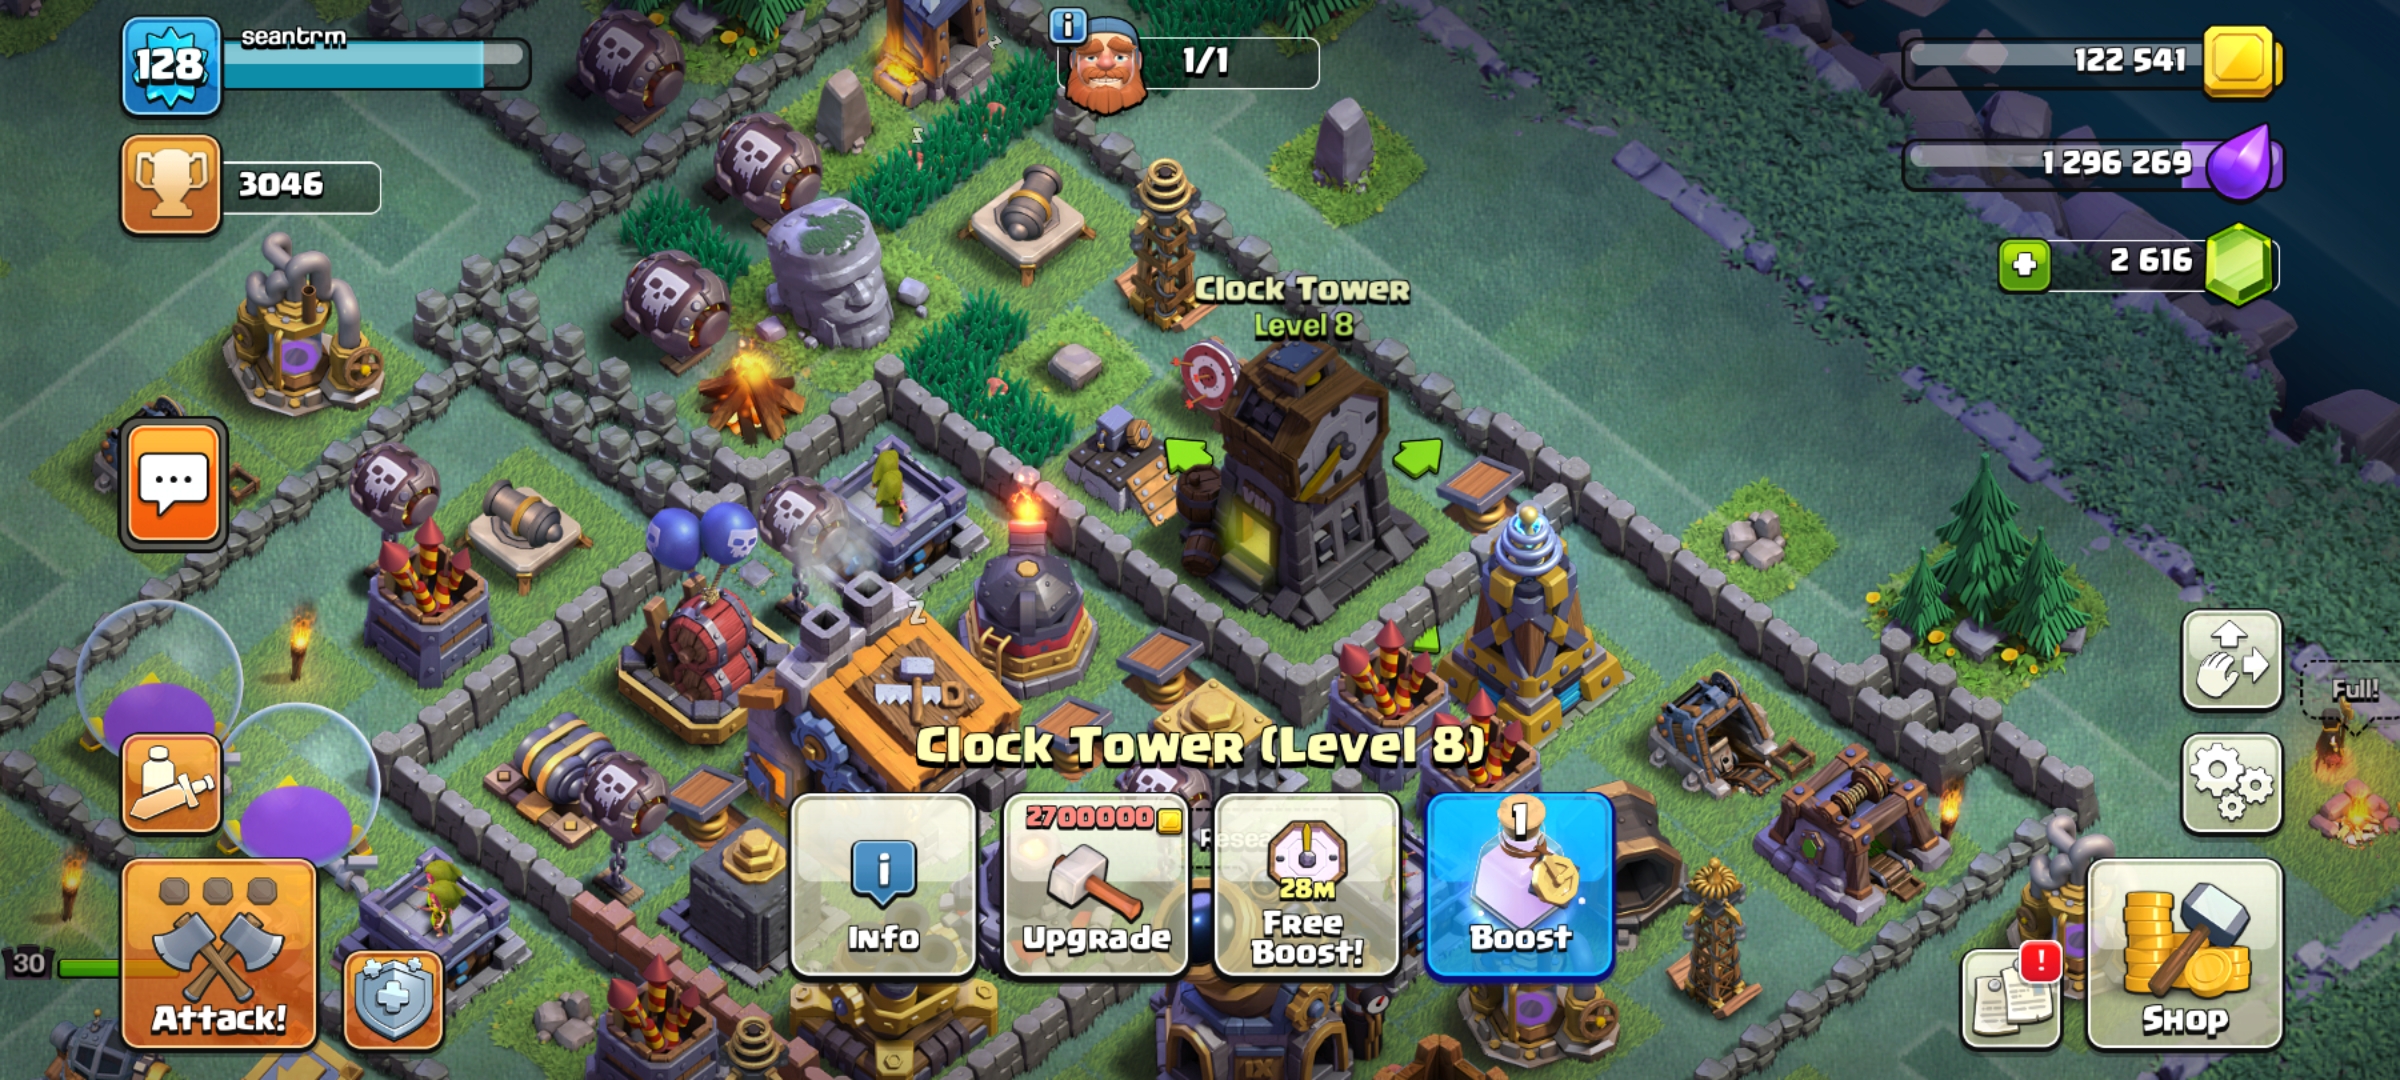 128
seantrm
1/1
122 541
3046
1 296 269
2 616
Clock Tower
Level 8
Full!
Clock Tower (Level 8)
1
2700000
28M
Info
Upgrade
Free
Boost!
Boost
30
Attack!
!
Shop